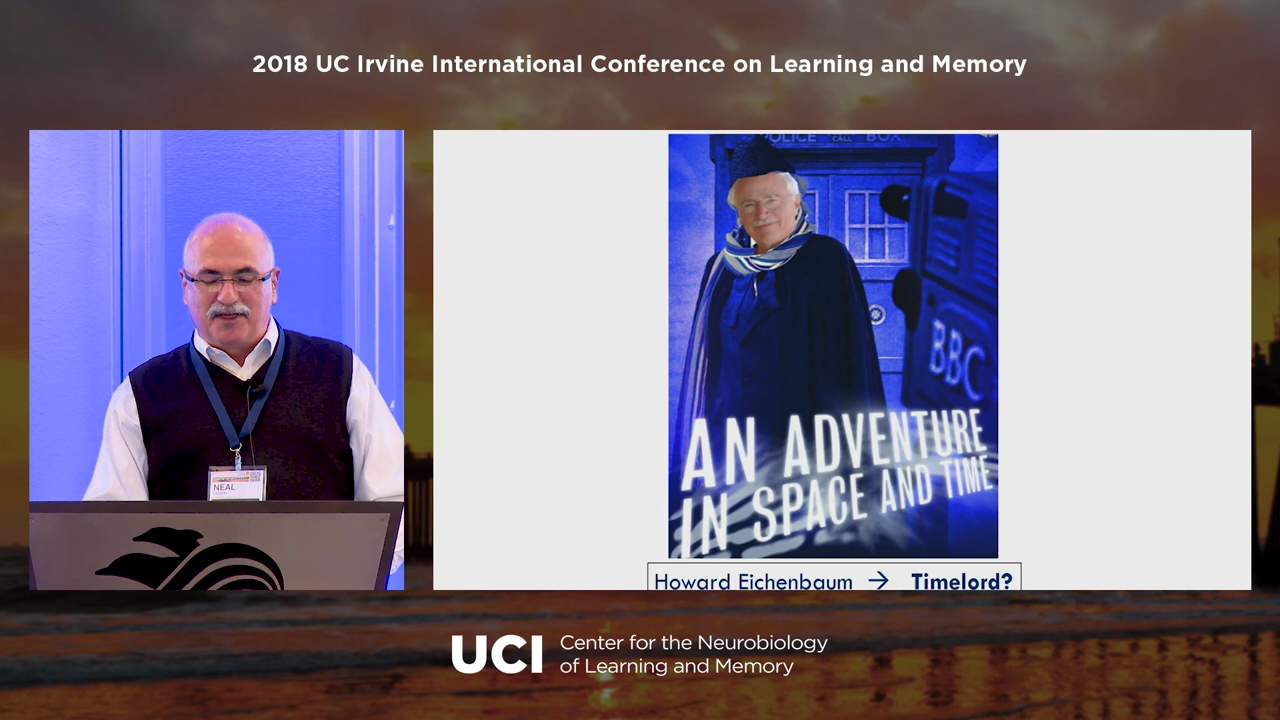 2018 UC Irvine International Conference on Learning and Memory
POLICE CALL BOX
BBC
AN ADVENTURE
IN SPACE AND TIME
NEAL
Howard Eichenbaum → Timelord?
UCI
Center for the Neurobiology
of Learning and Memory